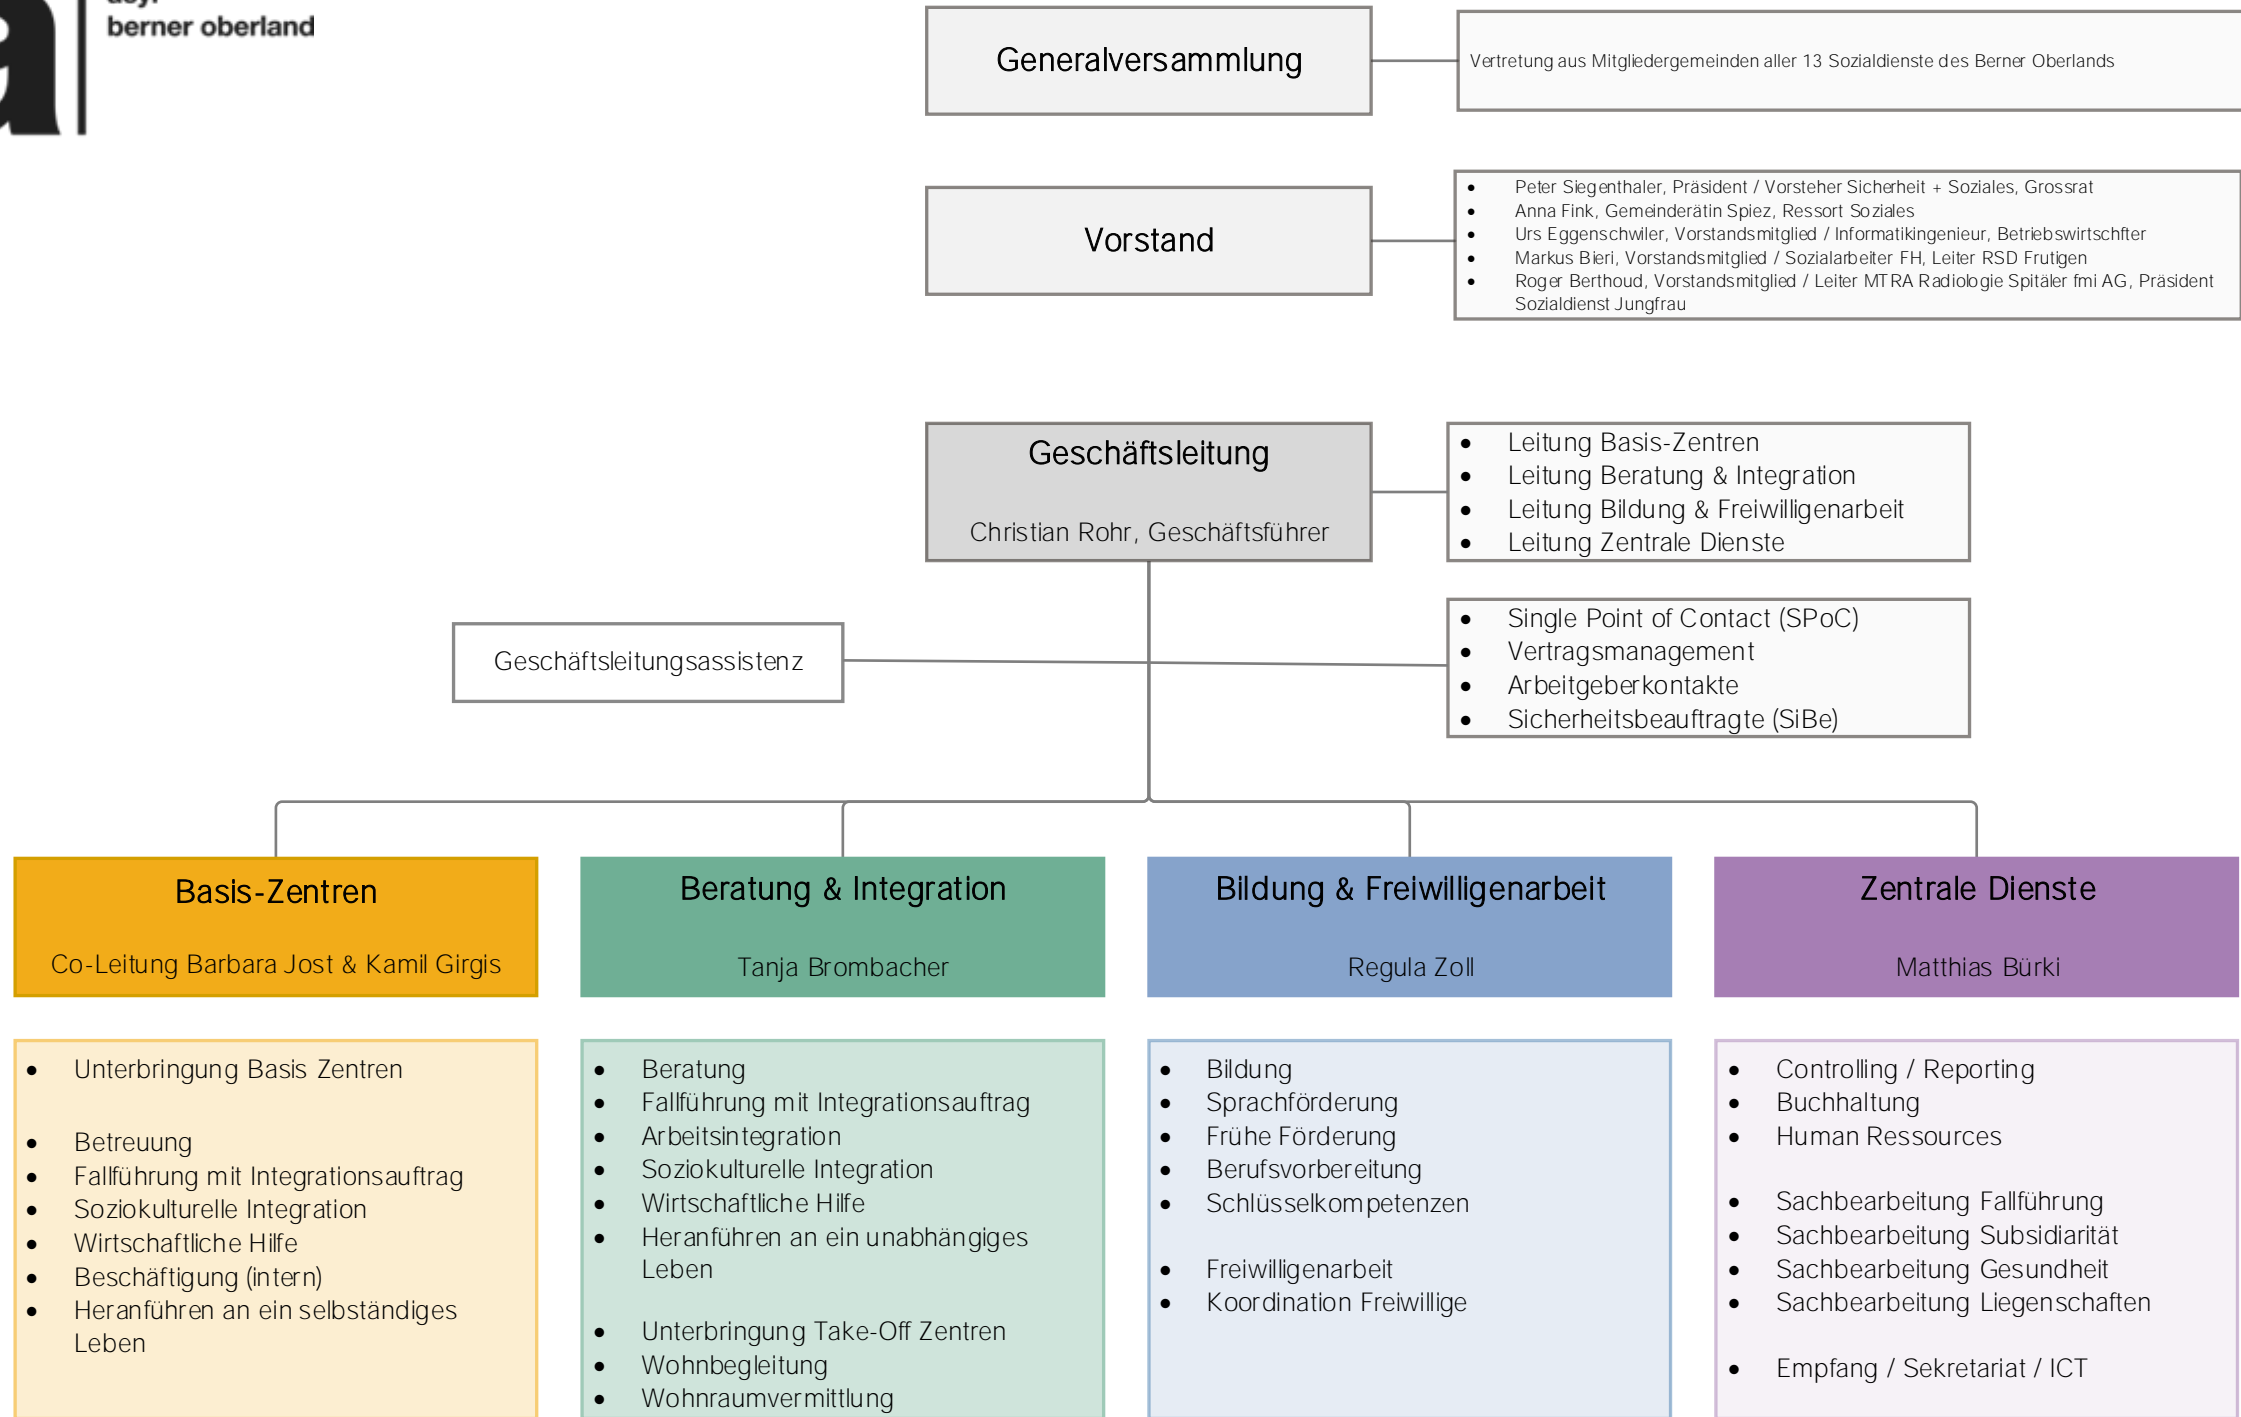 berner oberland
Generalversammlung
Vertretung aus Mitgliedergemeinden aller 13 Sozialdienste des Berner Oberlands
Vorstand
• Peter Siegenthaler, Präsident / Vorsteher Sicherheit + Soziales, Grossrat
• Anna Fink, Gemeinderätin Spiez, Ressort Soziales
• Urs Eggenschwiler, Vorstandsmitglied / Informatikingenieur, Betriebswirtschfter
• Markus Bieri, Vorstandsmitglied / Sozialarbeiter FH, Leiter RSD Frutigen
• Roger Berthoud, Vorstandsmitglied / Leiter MTRA Radiologie Spitäler fmi AG, Präsident
Sozialdienst Jungfrau
Geschäftsleitung
Christian Rohr, Geschäftsführer
• Leitung Basis-Zentren
• Leitung Beratung & Integration
• Leitung Bildung & Freiwilligenarbeit
• Leitung Zentrale Dienste
Geschäftsleitungsassistenz
• Single Point of Contact (SPoC)
• Vertragsmanagement
• Arbeitgeberkontakte
• Sicherheitsbeauftragte (SiBe)
Basis-Zentren
Co-Leitung Barbara Jost & Kamil Girgis
• Unterbringung Basis Zentren
• Betreuung
• Fallführung mit Integrationsauftrag
• Soziokulturelle Integration
• Wirtschaftliche Hilfe
• Beschäftigung (intern)
• Heranführen an ein selbständiges
Leben
Beratung & Integration
Tanja Brombacher
• Beratung
• Fallführung mit Integrationsauftrag
• Arbeitsintegration
• Soziokulturelle Integration
• Wirtschaftliche Hilfe
• Heranführen an ein unabhängiges
Leben
• Unterbringung Take-Off Zentren
• Wohnbegleitung
• Wohnraumvermittlung
Bildung & Freiwilligenarbeit
Regula Zoll
• Bildung
• Sprachförderung
• Frühe Förderung
• Berufsvorbereitung
• Schlüsselkompetenzen
• Freiwilligenarbeit
• Koordination Freiwillige
Zentrale Dienste
Matthias Bürki
• Controlling / Reporting
• Buchhaltung
• Human Ressources
• Sachbearbeitung Fallführung
• Sachbearbeitung Subsidiarität
• Sachbearbeitung Gesundheit
• Sachbearbeitung Liegenschaften
• Empfang / Sekretariat / ICT